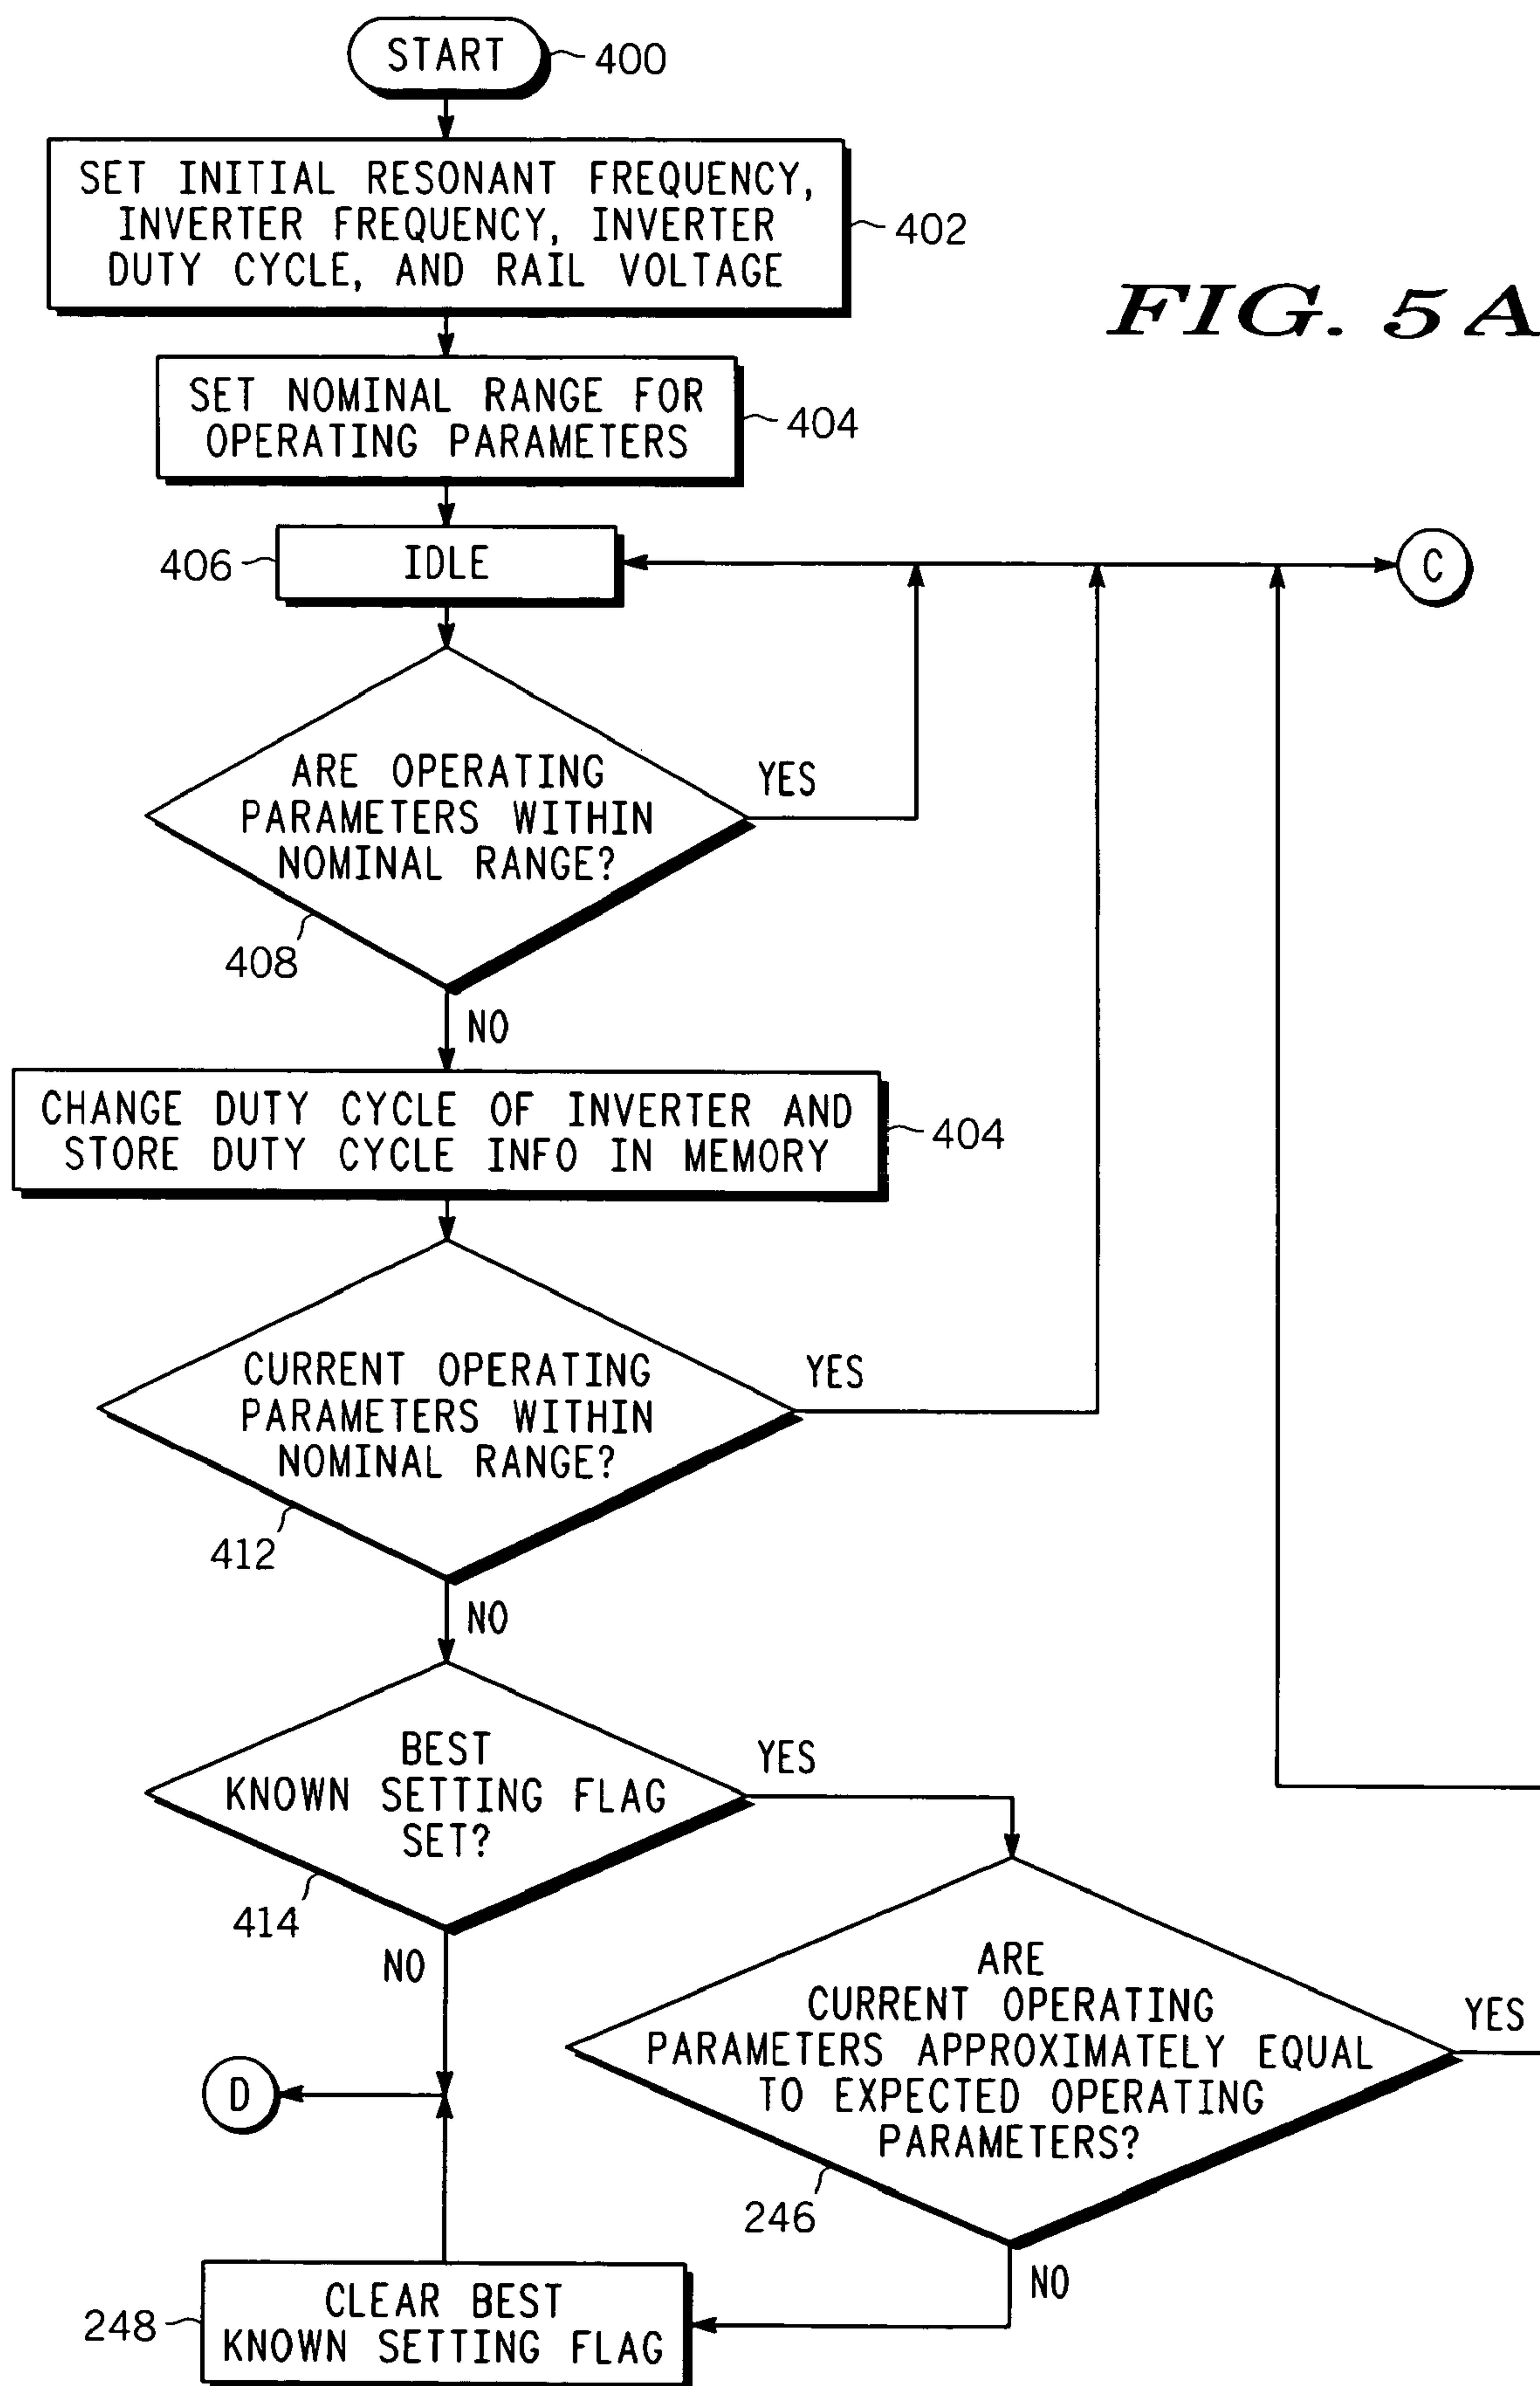 START
400
SET INITIAL RESONANT FREQUENCY,
INVERTER FREQUENCY, INVERTER
DUTY CYCLE, AND RAIL VOLTAGE
402
FIG. 5A
SET NOMINAL RANGE FOR
OPERATING PARAMETERS
404
406
IDLE
C
ARE OPERATING
PARAMETERS WITHIN
NOMINAL RANGE?
YES
408
NO
CHANGE DUTY CYCLE OF INVERTER AND
STORE DUTY CYCLE INFO IN MEMORY
404
CURRENT OPERATING
PARAMETERS WITHIN
NOMINAL RANGE?
YES
412
NO
BEST
KNOWN SETTING FLAG
SET?
YES
414
NO
ARE
CURRENT OPERATING
PARAMETERS APPROXIMATELY EQUAL
TO EXPECTED OPERATING
PARAMETERS?
YES
D
246
NO
248
CLEAR BEST
KNOWN SETTING FLAG